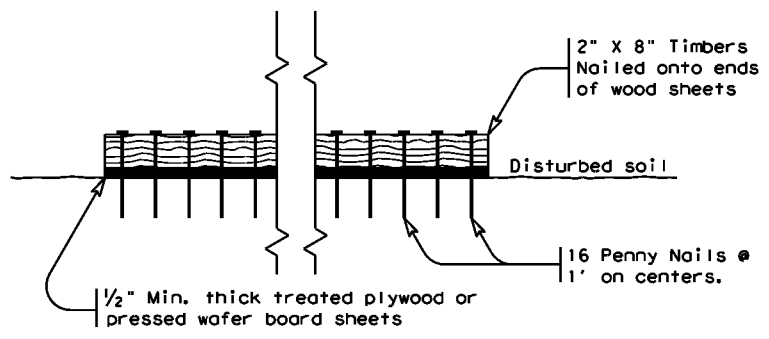 2" X 8" Timbers
Nailed onto ends
of wood sheets
Disturbed soil
16 Penny Nails @
1' on centers.
½" Min. thick treated plywood or
pressed wafer board sheets